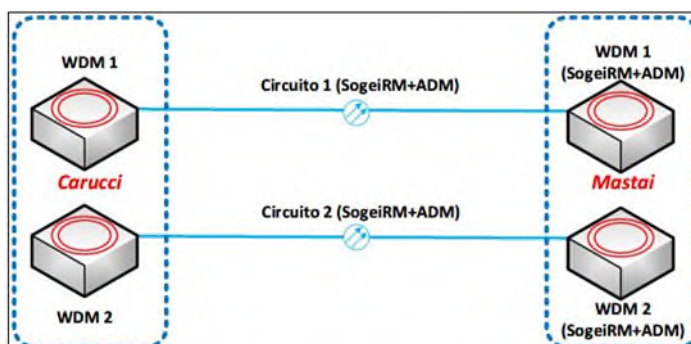 WDM 1
WDM 1
(SogeiRM+ADM)
Circuito 1 (SogeiRM+ADM)
Carucci
Mastai
Circuito 2 (SogeiRM+ADM)
WDM 2
WDM 2
(SogeiRM+ADM)